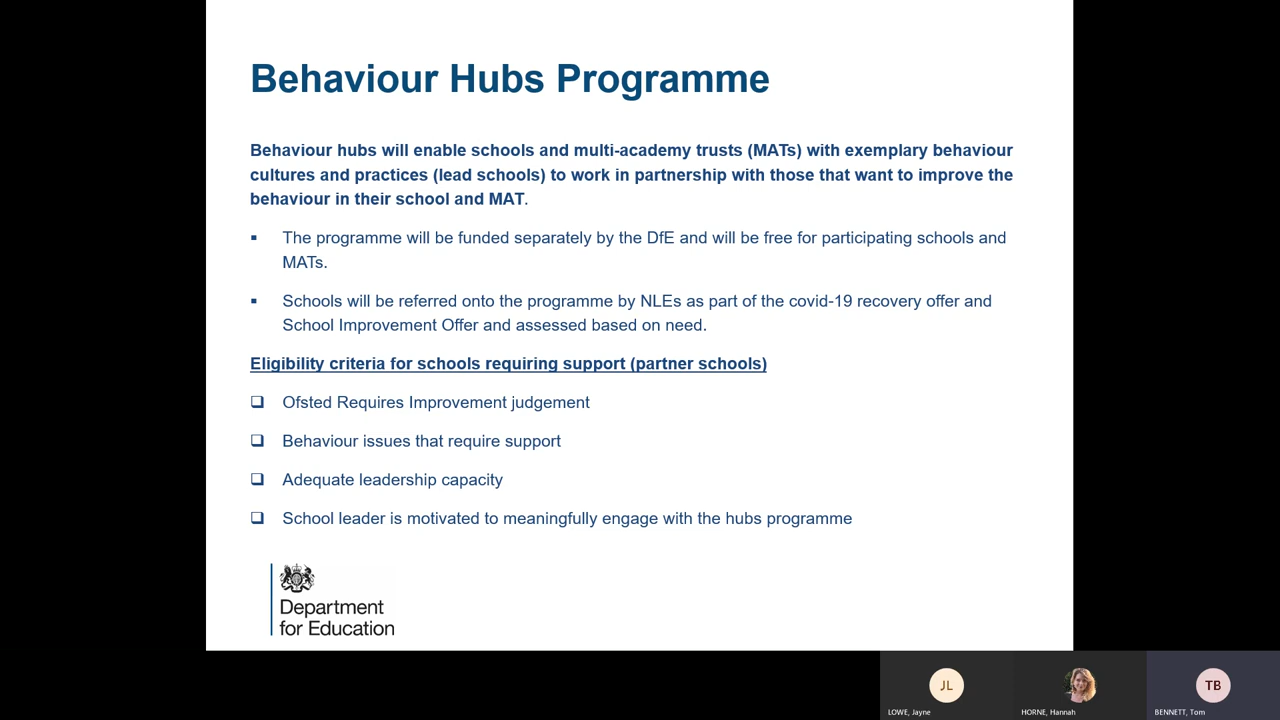 Behaviour Hubs Programme
Behaviour hubs will enable schools and multi-academy trusts (MATs) with exemplary behaviour
cultures and practices (lead schools) to work in partnership with those that want to improve the
behaviour in their school and MAT.
▪ The programme will be funded separately by the DfE and will be free for participating schools and
MATs.
▪ Schools will be referred onto the programme by NLEs as part of the covid-19 recovery offer and
School Improvement Offer and assessed based on need.
Eligibility criteria for schools requiring support (partner schools)
❑ Ofsted Requires Improvement judgement
❑ Behaviour issues that require support
❑ Adequate leadership capacity
❑ School leader is motivated to meaningfully engage with the hubs programme
Department
for Education
JL
TB
LOWE, Jayne
HORNE, Hannah
BENNETT, Tom